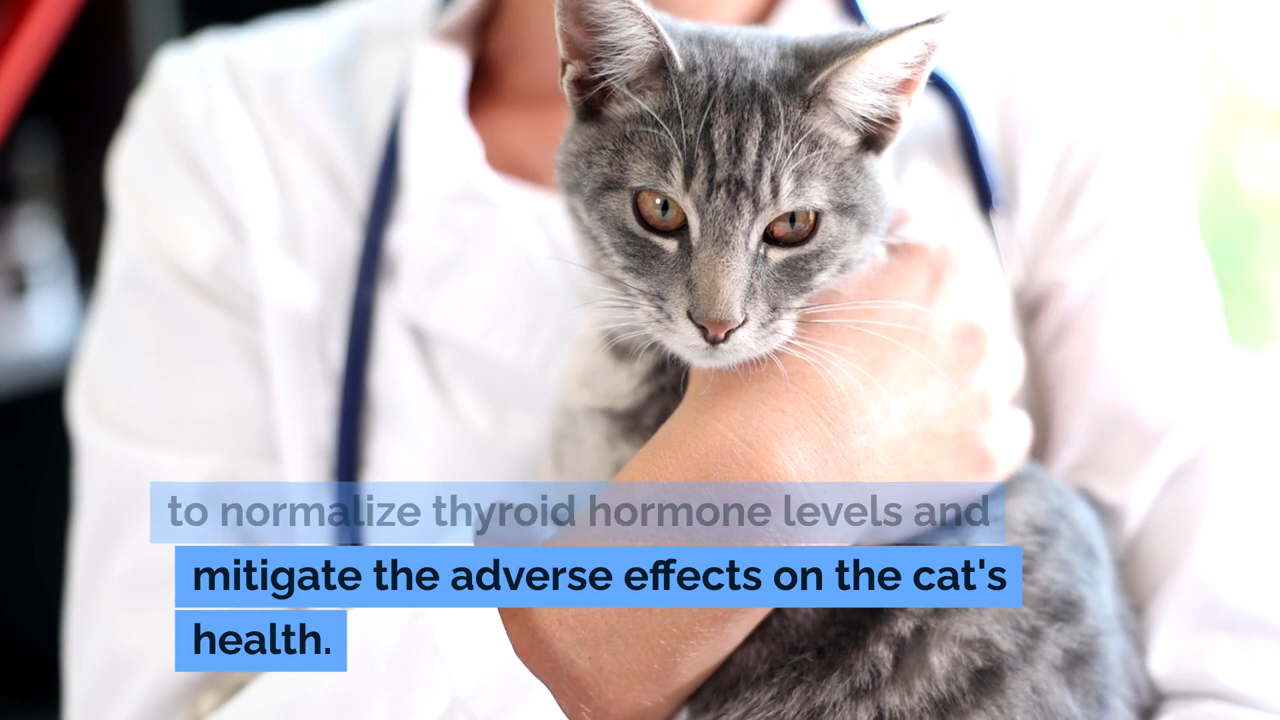 to normalize thyroid hormone levels and
mitigate the adverse effects on the cat's
health.